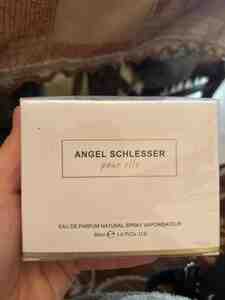 ANGEL SCHLESSER
pour elle
EAU DE PARFUM NATURAL SPRAY VAPORISATEUR